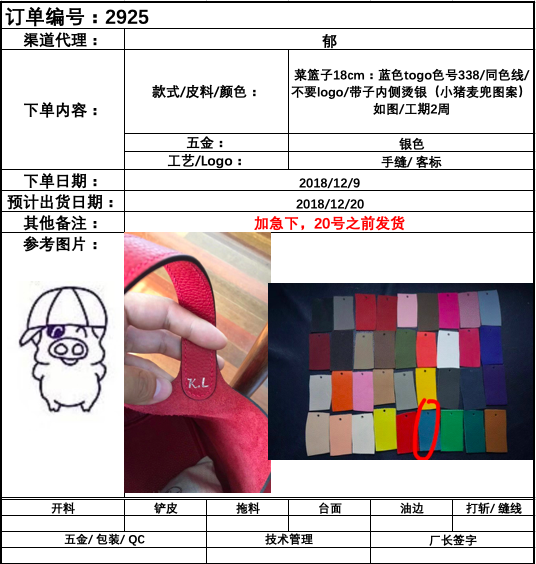 订单编号：2925
渠道代理：
郁
下单内容：
款式/皮料/颜色：
菜篮子18cm：蓝色togo色号338/同色线/
不要logo/带子内侧烫银（小猪麦兜图案）
如图/工期2周
五金：
银色
工艺/Logo：
手缝/ 客标
下单日期：
2018/12/9
预计出货日期：
2018/12/20
其他备注：
加急下，20号之前发货
参考图片：
K.L
开料
铲皮
拖料
台面
油边
打斩/ 缝线
五金/ 包装/ QC
技术管理
厂长签字